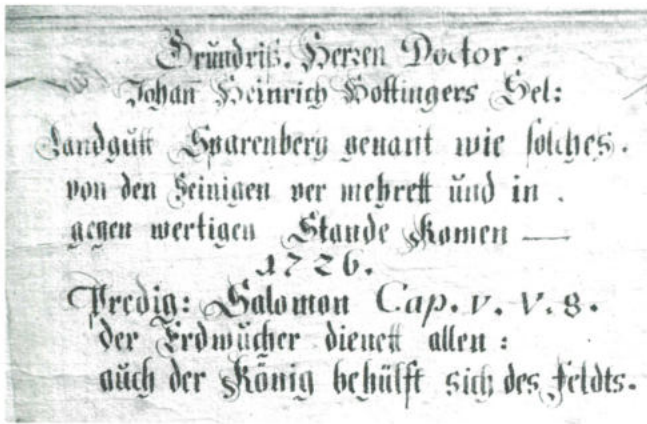 Grundriß. Herren Doctor.
Johan̅ Heinrich Hottingers Sel:
Landgutt Sparenberg genant wie solches.
von den seinigen ver mehrett und in.
gegen wertigen Stande Komen —
1726.
Predig: Salomon Cap. v. V. 8.
der Erdwucher dienett allen:
auch der König behülft sich des feldts.